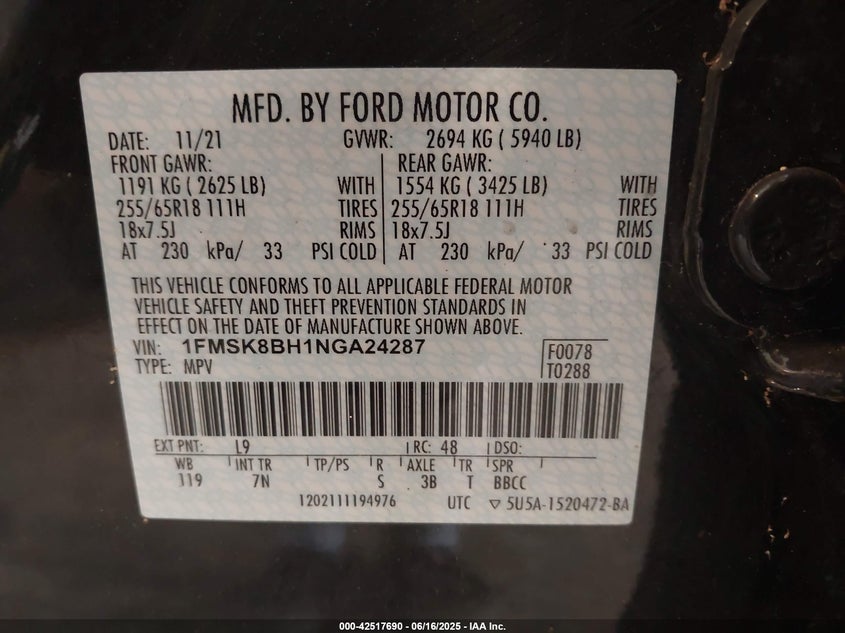 MFD. BY FORD MOTOR CO.
DATE: 11/21 GVWR: 2694 KG ( 5940 LB)
FRONT GAWR: REAR GAWR:
1191 KG ( 2625 LB) WITH 1554 KG ( 3425 LB) WITH
255/65R18 111H TIRES 255/65R18 111H TIRES
18x7.5J RIMS 18x7.5J RIMS
AT 230 kPa/ 33 PSI COLD AT 230 kPa/ 33 PSI COLD
THIS VEHICLE CONFORMS TO ALL APPLICABLE FEDERAL MOTOR
VEHICLE SAFETY AND THEFT PREVENTION STANDARDS IN
EFFECT ON THE DATE OF MANUFACTURE SHOWN ABOVE.
VIN: 1FMSK8BH1NGA24287 F0078
TYPE: MPV T0288
EXT PNT: L9 RC: 48 DSO:
WB INT TR TP/PS R AXLE TR SPR
119 7N S 3B T BBCC
1202111194976 UTC ▽ 5U5A-1520472-BA
000-42517690 - 06/16/2025 - IAA Inc.